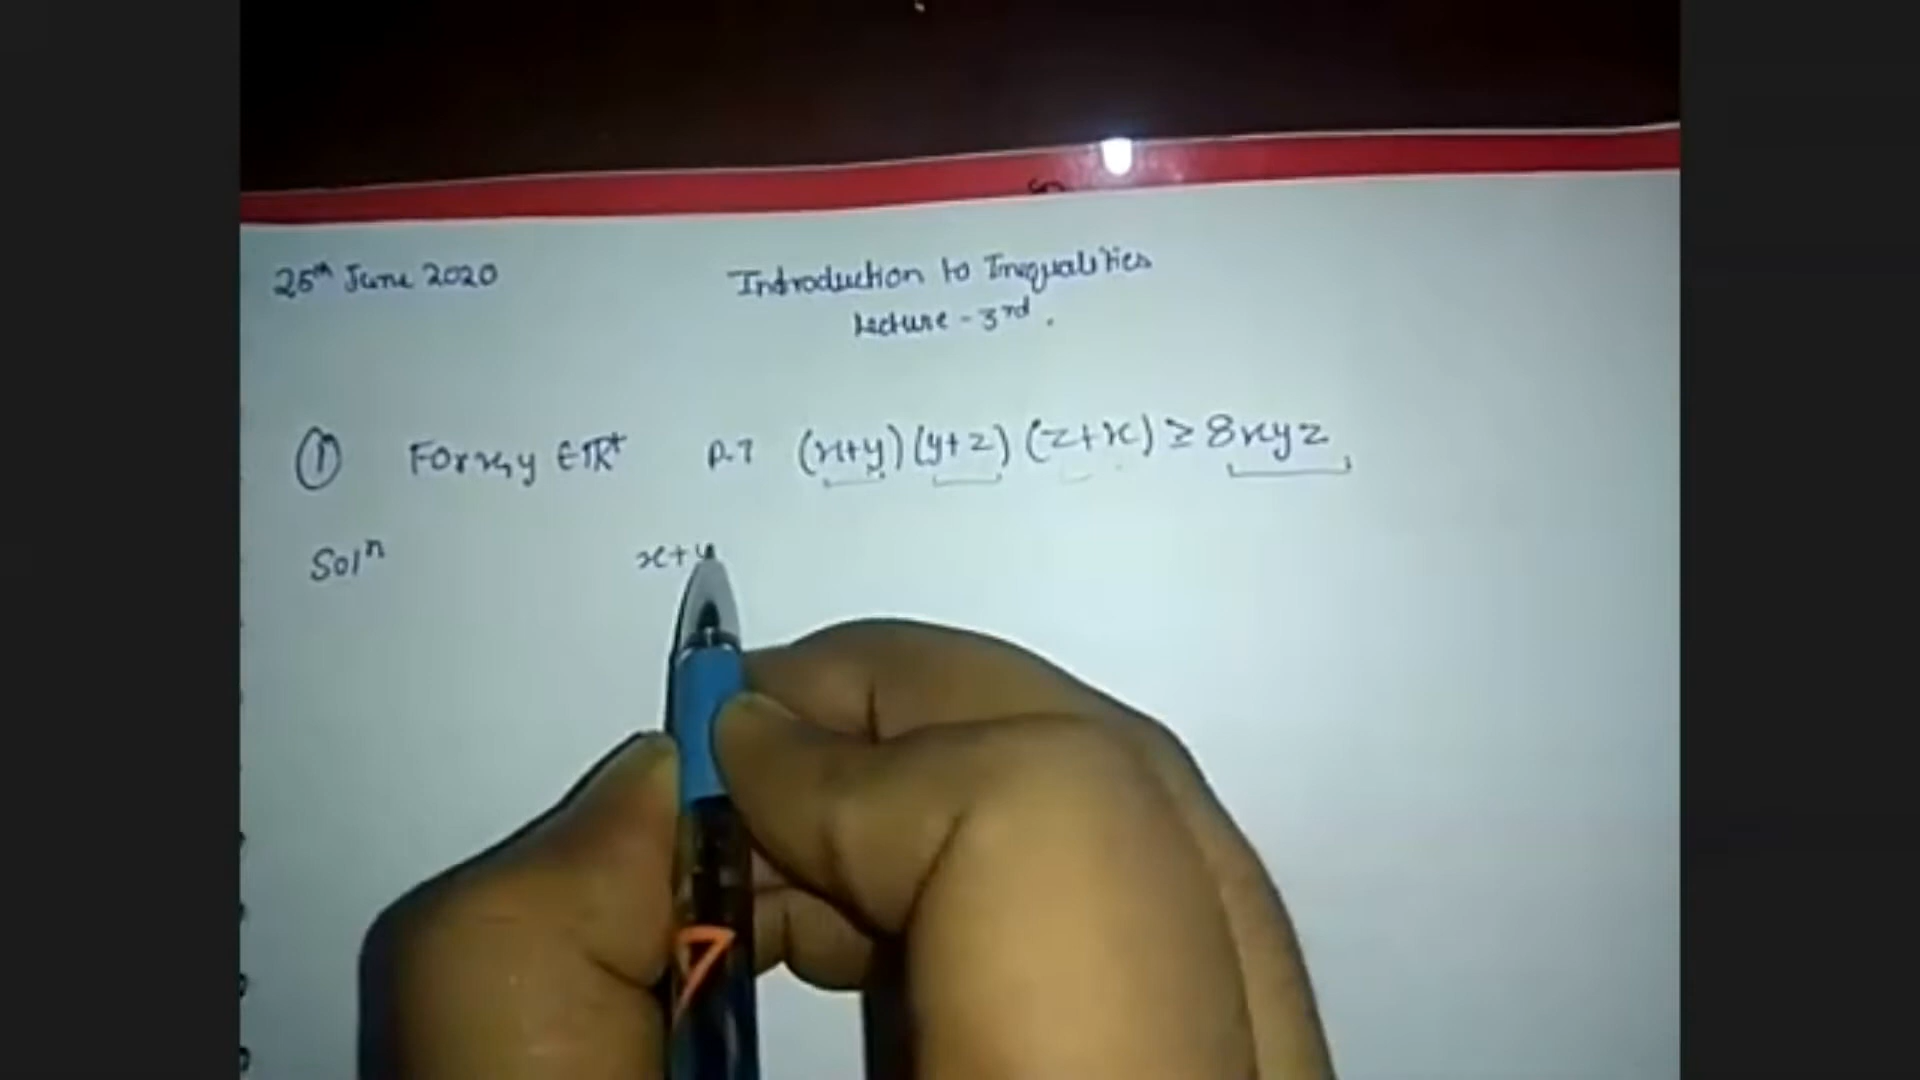 25th June 2020
Introduction to Inequalities
Lecture - 3rd.
① For x, y ∈ R⁺ P.T (x+y)(y+z)(z+x) ≥ 8xyz
Solⁿ x+y